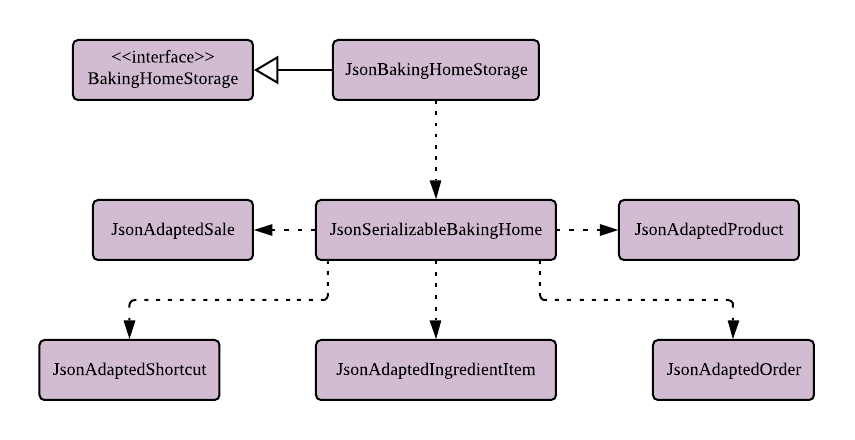 <<interface>>
BakingHomeStorage
JsonBakingHomeStorage
JsonAdaptedSale
JsonSerializableBakingHome
JsonAdaptedProduct
JsonAdaptedShortcut
JsonAdaptedIngredientItem
JsonAdaptedOrder